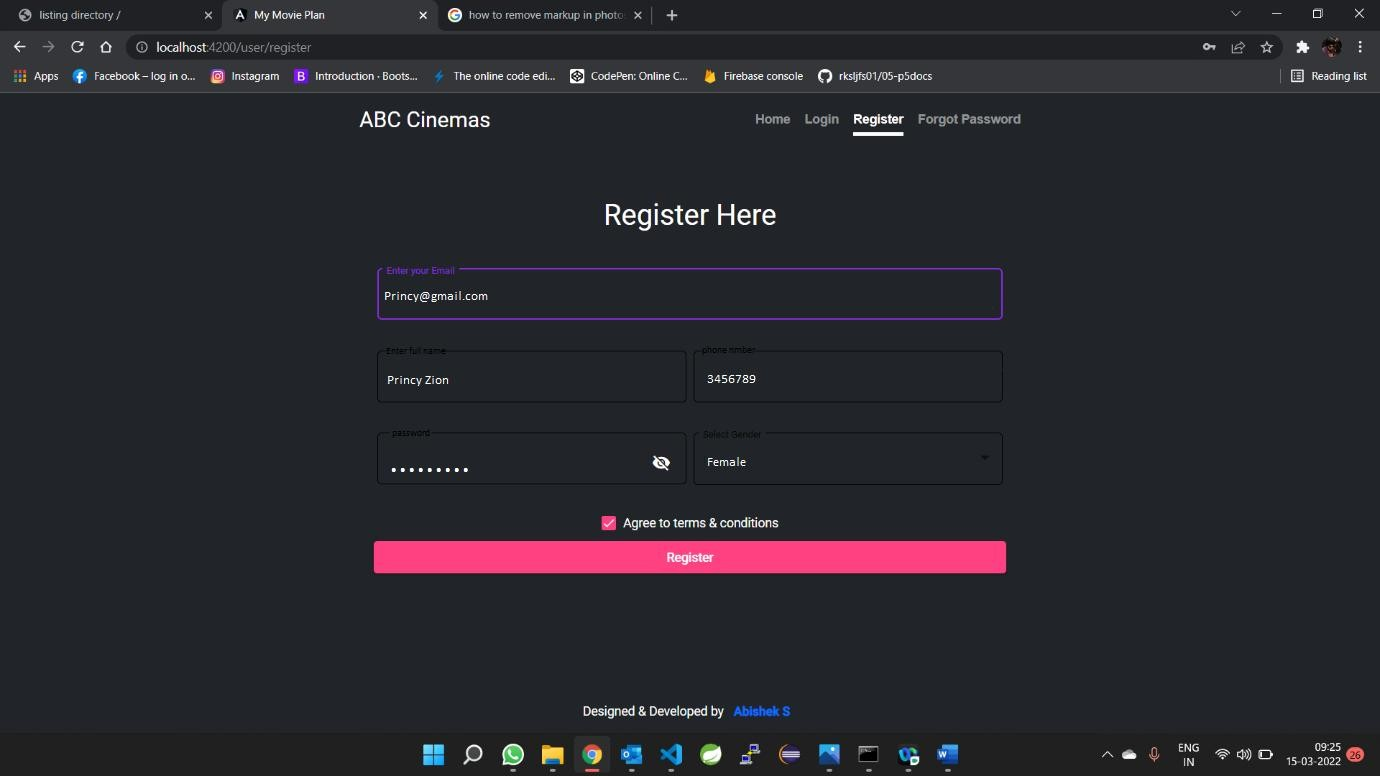 listing directory /
My Movie Plan
how to remove markup in photo
localhost:4200/user/register
Apps
Facebook – log in o...
Instagram
Introduction · Boots...
The online code edi...
CodePen: Online C...
Firebase console
rksljfs01/05-p5docs
Reading list
ABC Cinemas
Home
Login
Register
Forgot Password
Register Here
Enter your Email
Princy@gmail.com
Enter full name
phone nmber
Princy Zion
3456789
password
Select Gender
Female
Agree to terms & conditions
Register
Designed & Developed by Abishek S
ENG
IN
09:25
15-03-2022
26